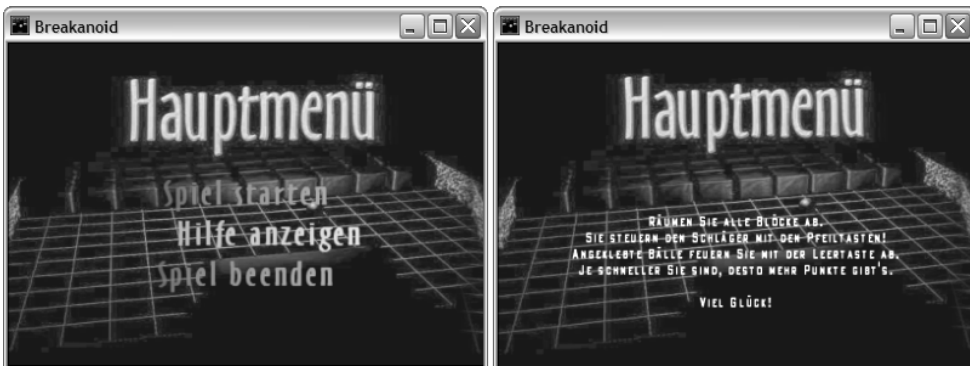 Breakanoid
Hauptmenü
Spiel starten
Hilfe anzeigen
Spiel beenden
Breakanoid
Hauptmenü
RÄUMEN SIE ALLE BLÖCKE AB.
SIE STEUERN DEN SCHLÄGER MIT DEN PFEILTASTEN!
ANGEKLEBTE BÄLLE FEUERN SIE MIT DER LEERTASTE AB.
JE SCHNELLER SIE SIND, DESTO MEHR PUNKTE GIBT'S.
VIEL GLÜCK!